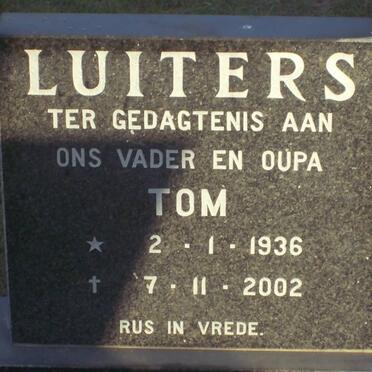 LUITERS
TER GEDAGTENIS AAN
ONS VADER EN OUPA
TOM
★ 2 - 1 - 1936
† 7 - 11 - 2002
RUS IN VREDE.